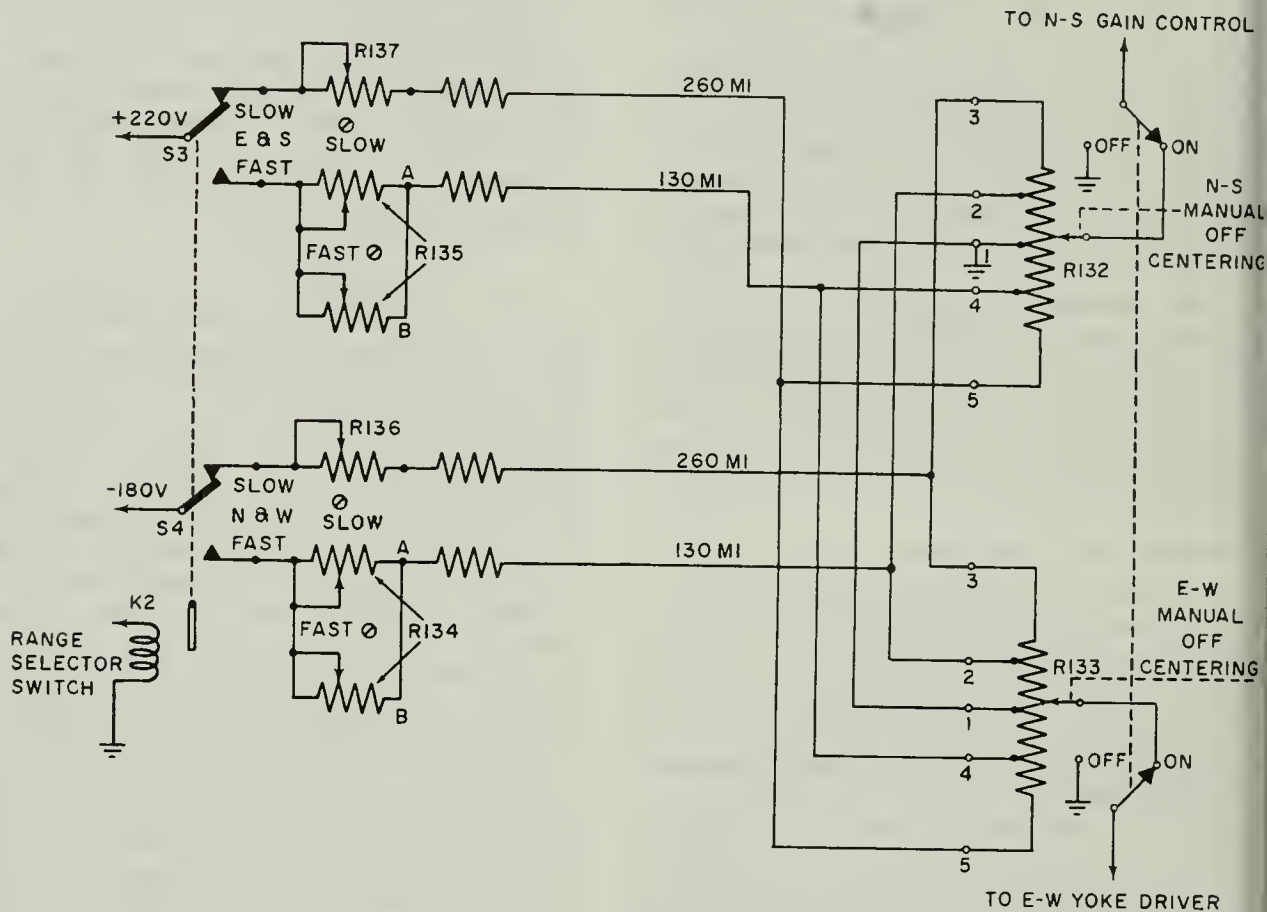 TO N-S GAIN CONTROL
R137
260 MI
3
+220V
SLOW
E & S
FAST
S3
SLOW
OFF
ON
A
130 MI
2
N-S
MANUAL
OFF
CENTERING
FAST
R135
1
R132
4
B
5
R136
260 MI
-180V
SLOW
N & W
FAST
S4
SLOW
A
130 MI
3
K2
FAST
R134
E-W
MANUAL
OFF
CENTERING
RANGE
SELECTOR
SWITCH
2
R133
B
1
4
OFF
ON
5
TO E-W YOKE DRIVER